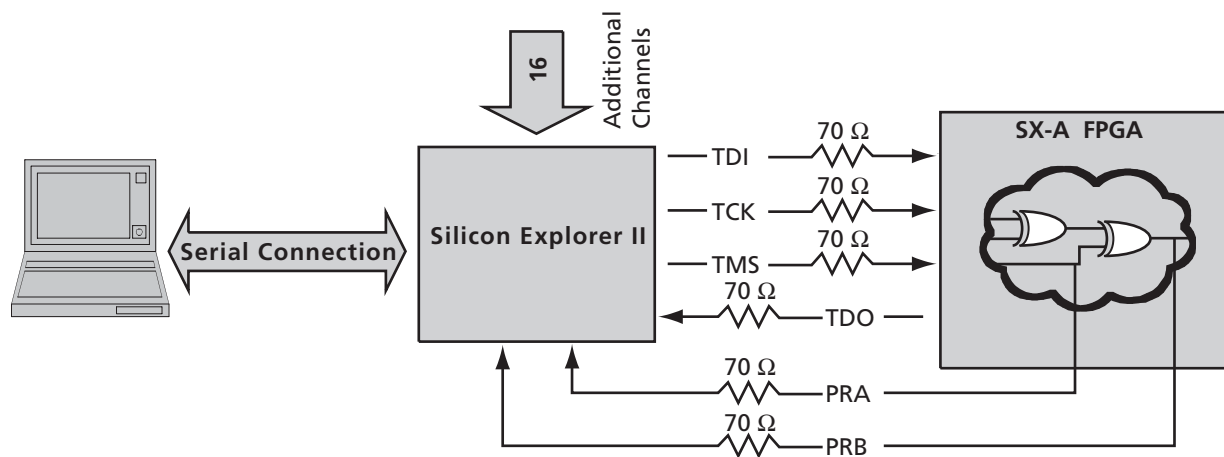 16
Additional
Channels
Serial Connection
Silicon Explorer II
70 Ω
TDI
70 Ω
TCK
70 Ω
TMS
70 Ω
TDO
70 Ω
PRA
70 Ω
PRB
SX-A FPGA